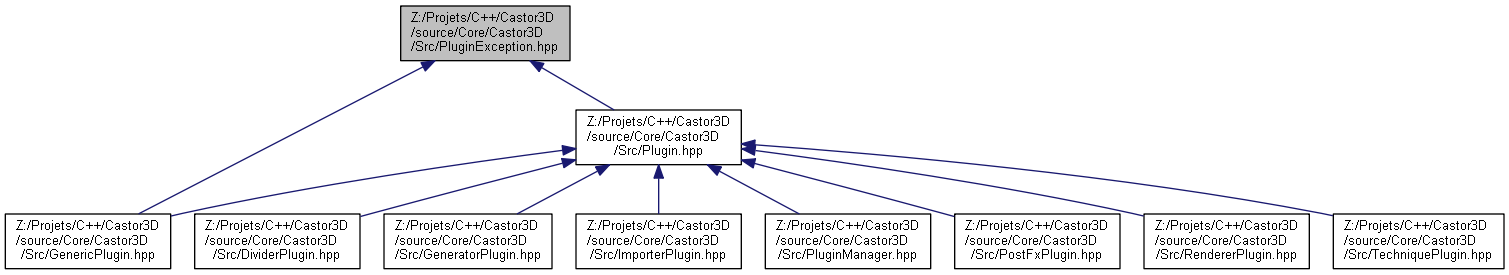 Z:/Projets/C++/Castor3D
/source/Core/Castor3D
/Src/PluginException.hpp
Z:/Projets/C++/Castor3D
/source/Core/Castor3D
/Src/Plugin.hpp
Z:/Projets/C++/Castor3D
/source/Core/Castor3D
/Src/GenericPlugin.hpp
Z:/Projets/C++/Castor3D
/source/Core/Castor3D
/Src/DividerPlugin.hpp
Z:/Projets/C++/Castor3D
/source/Core/Castor3D
/Src/GeneratorPlugin.hpp
Z:/Projets/C++/Castor3D
/source/Core/Castor3D
/Src/ImporterPlugin.hpp
Z:/Projets/C++/Castor3D
/source/Core/Castor3D
/Src/PluginManager.hpp
Z:/Projets/C++/Castor3D
/source/Core/Castor3D
/Src/PostFxPlugin.hpp
Z:/Projets/C++/Castor3D
/source/Core/Castor3D
/Src/RendererPlugin.hpp
Z:/Projets/C++/Castor3D
/source/Core/Castor3D
/Src/TechniquePlugin.hpp